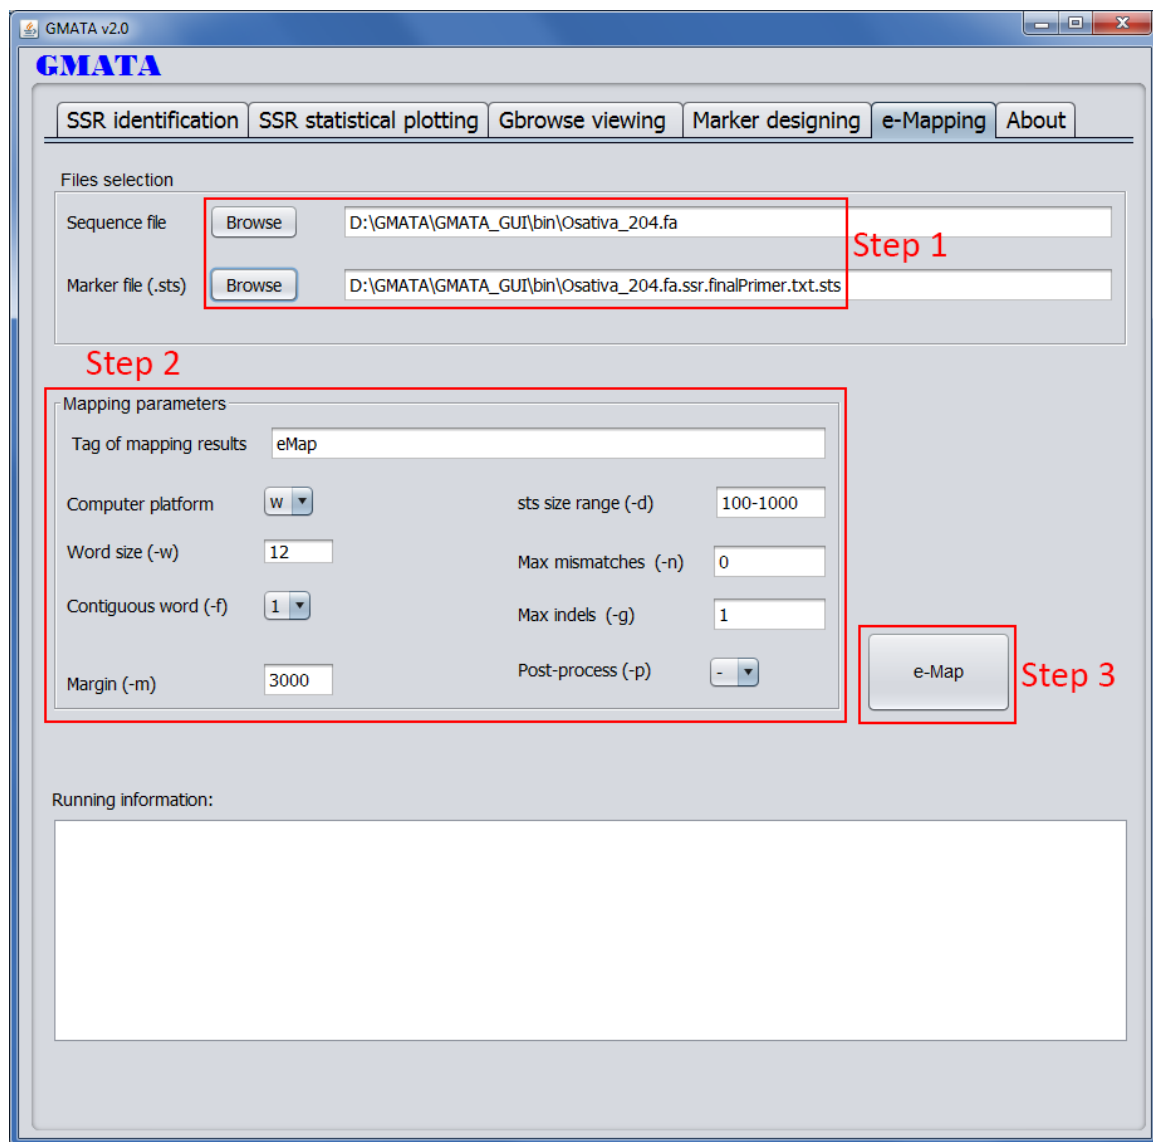 GMATA v2.0
GMATA
SSR identification SSR statistical plotting Gbrowse viewing Marker designing e-Mapping About
Files selection
Sequence file Browse D:\GMATA\GMATA_GUI\bin\Osativa_204.fa
Step 1
Marker file (.sts) Browse D:\GMATA\GMATA_GUI\bin\Osativa_204.fa.ssr.finalPrimer.txt.sts
Step 2
Mapping parameters
Tag of mapping results eMap
Computer platform w sts size range (-d) 100-1000
Word size (-w) 12 Max mismatches (-n) 0
Contiguous word (-f) 1 Max indels (-g) 1
Margin (-m) 3000 Post-process (-p) -
e-Map Step 3
Running information: